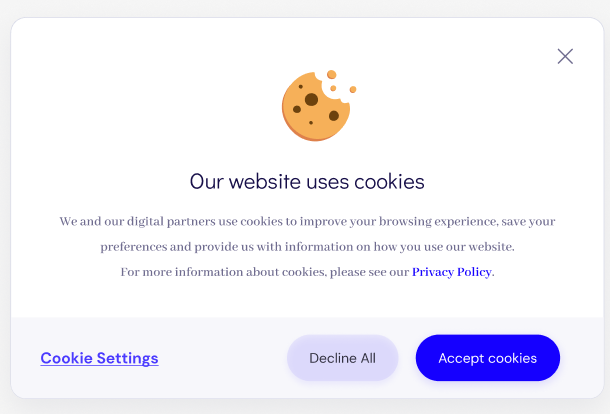 Our website uses cookies
We and our digital partners use cookies to improve your browsing experience, save your
preferences and provide us with information on how you use our website.
For more information about cookies, please see our Privacy Policy.
Cookie Settings
Decline All
Accept cookies